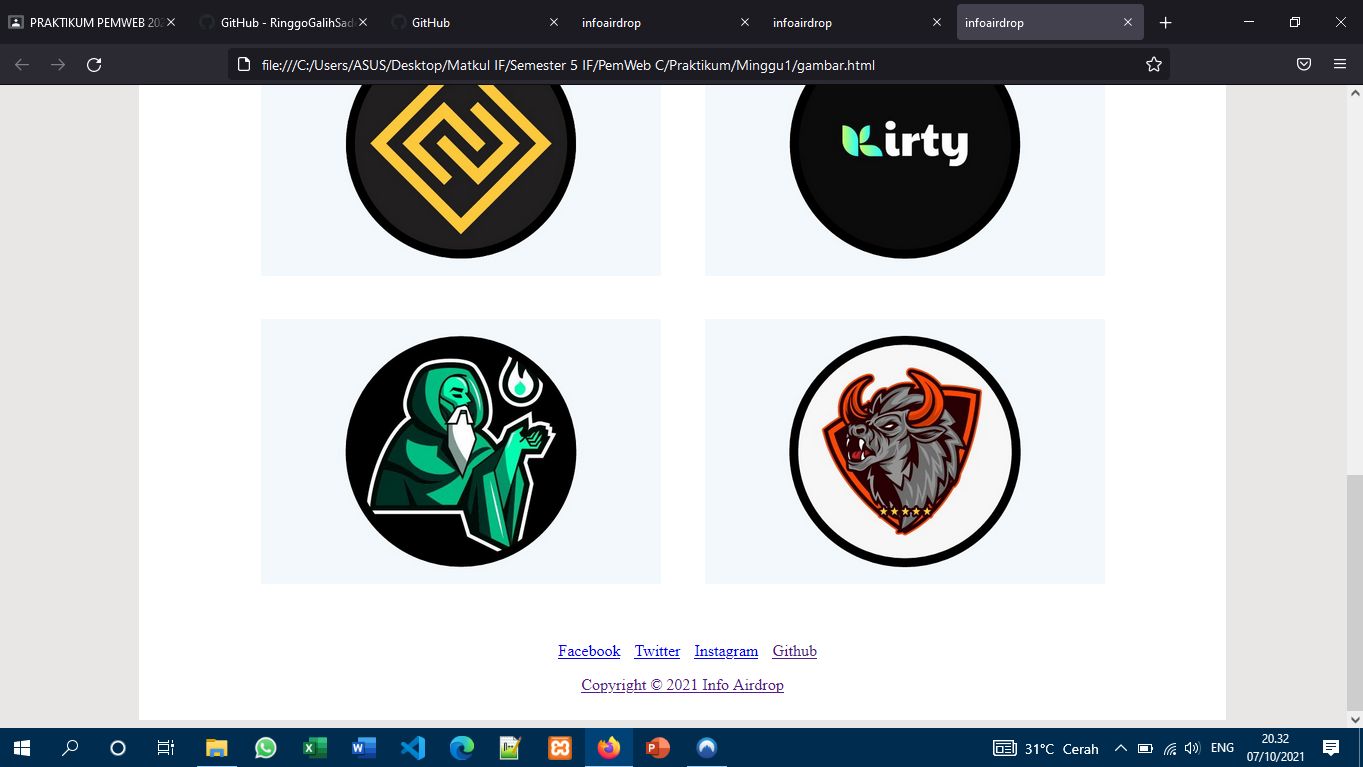 PRAKTIKUM PEMWEB 202
GitHub - RinggoGalihSad
GitHub
infoairdrop
infoairdrop
infoairdrop
file:///C:/Users/ASUS/Desktop/Matkul IF/Semester 5 IF/PemWeb C/Praktikum/Minggu1/gambar.html
Kirty
Facebook Twitter Instagram Github
Copyright © 2021 Info Airdrop
31°C Cerah
ENG
20.32
07/10/2021